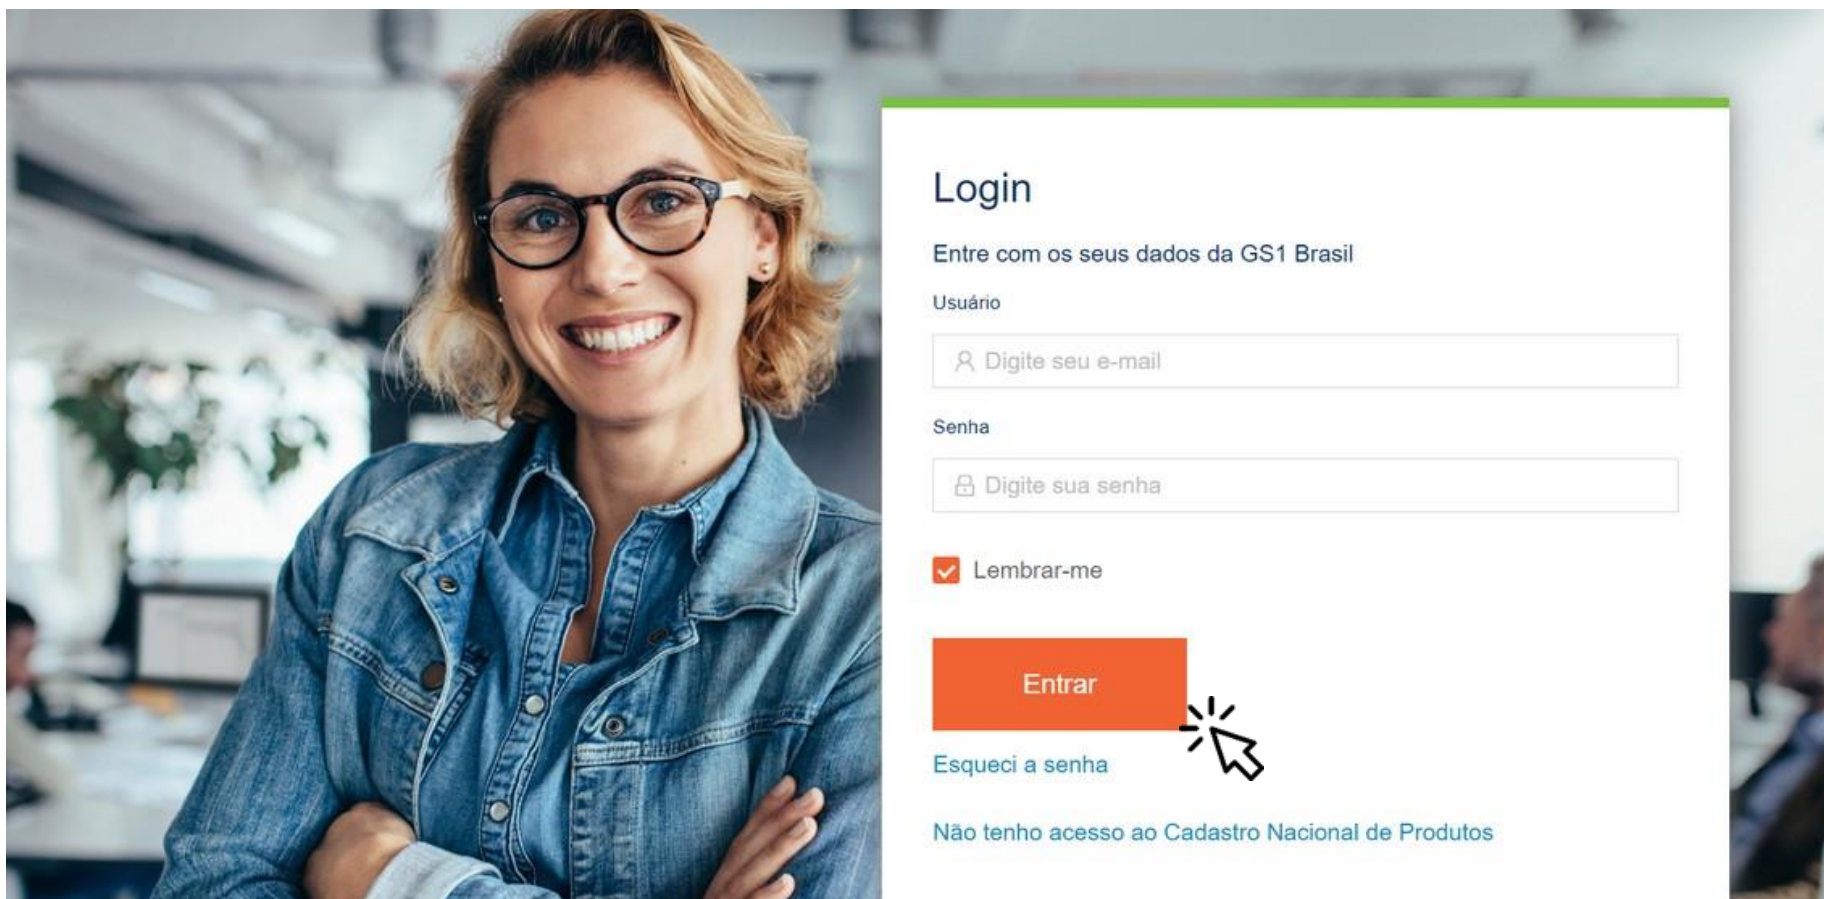 Login
Entre com os seus dados da GS1 Brasil
Usuário
Digite seu e-mail
Senha
Digite sua senha
Lembrar-me
Entrar
Esqueci a senha
Não tenho acesso ao Cadastro Nacional de Produtos